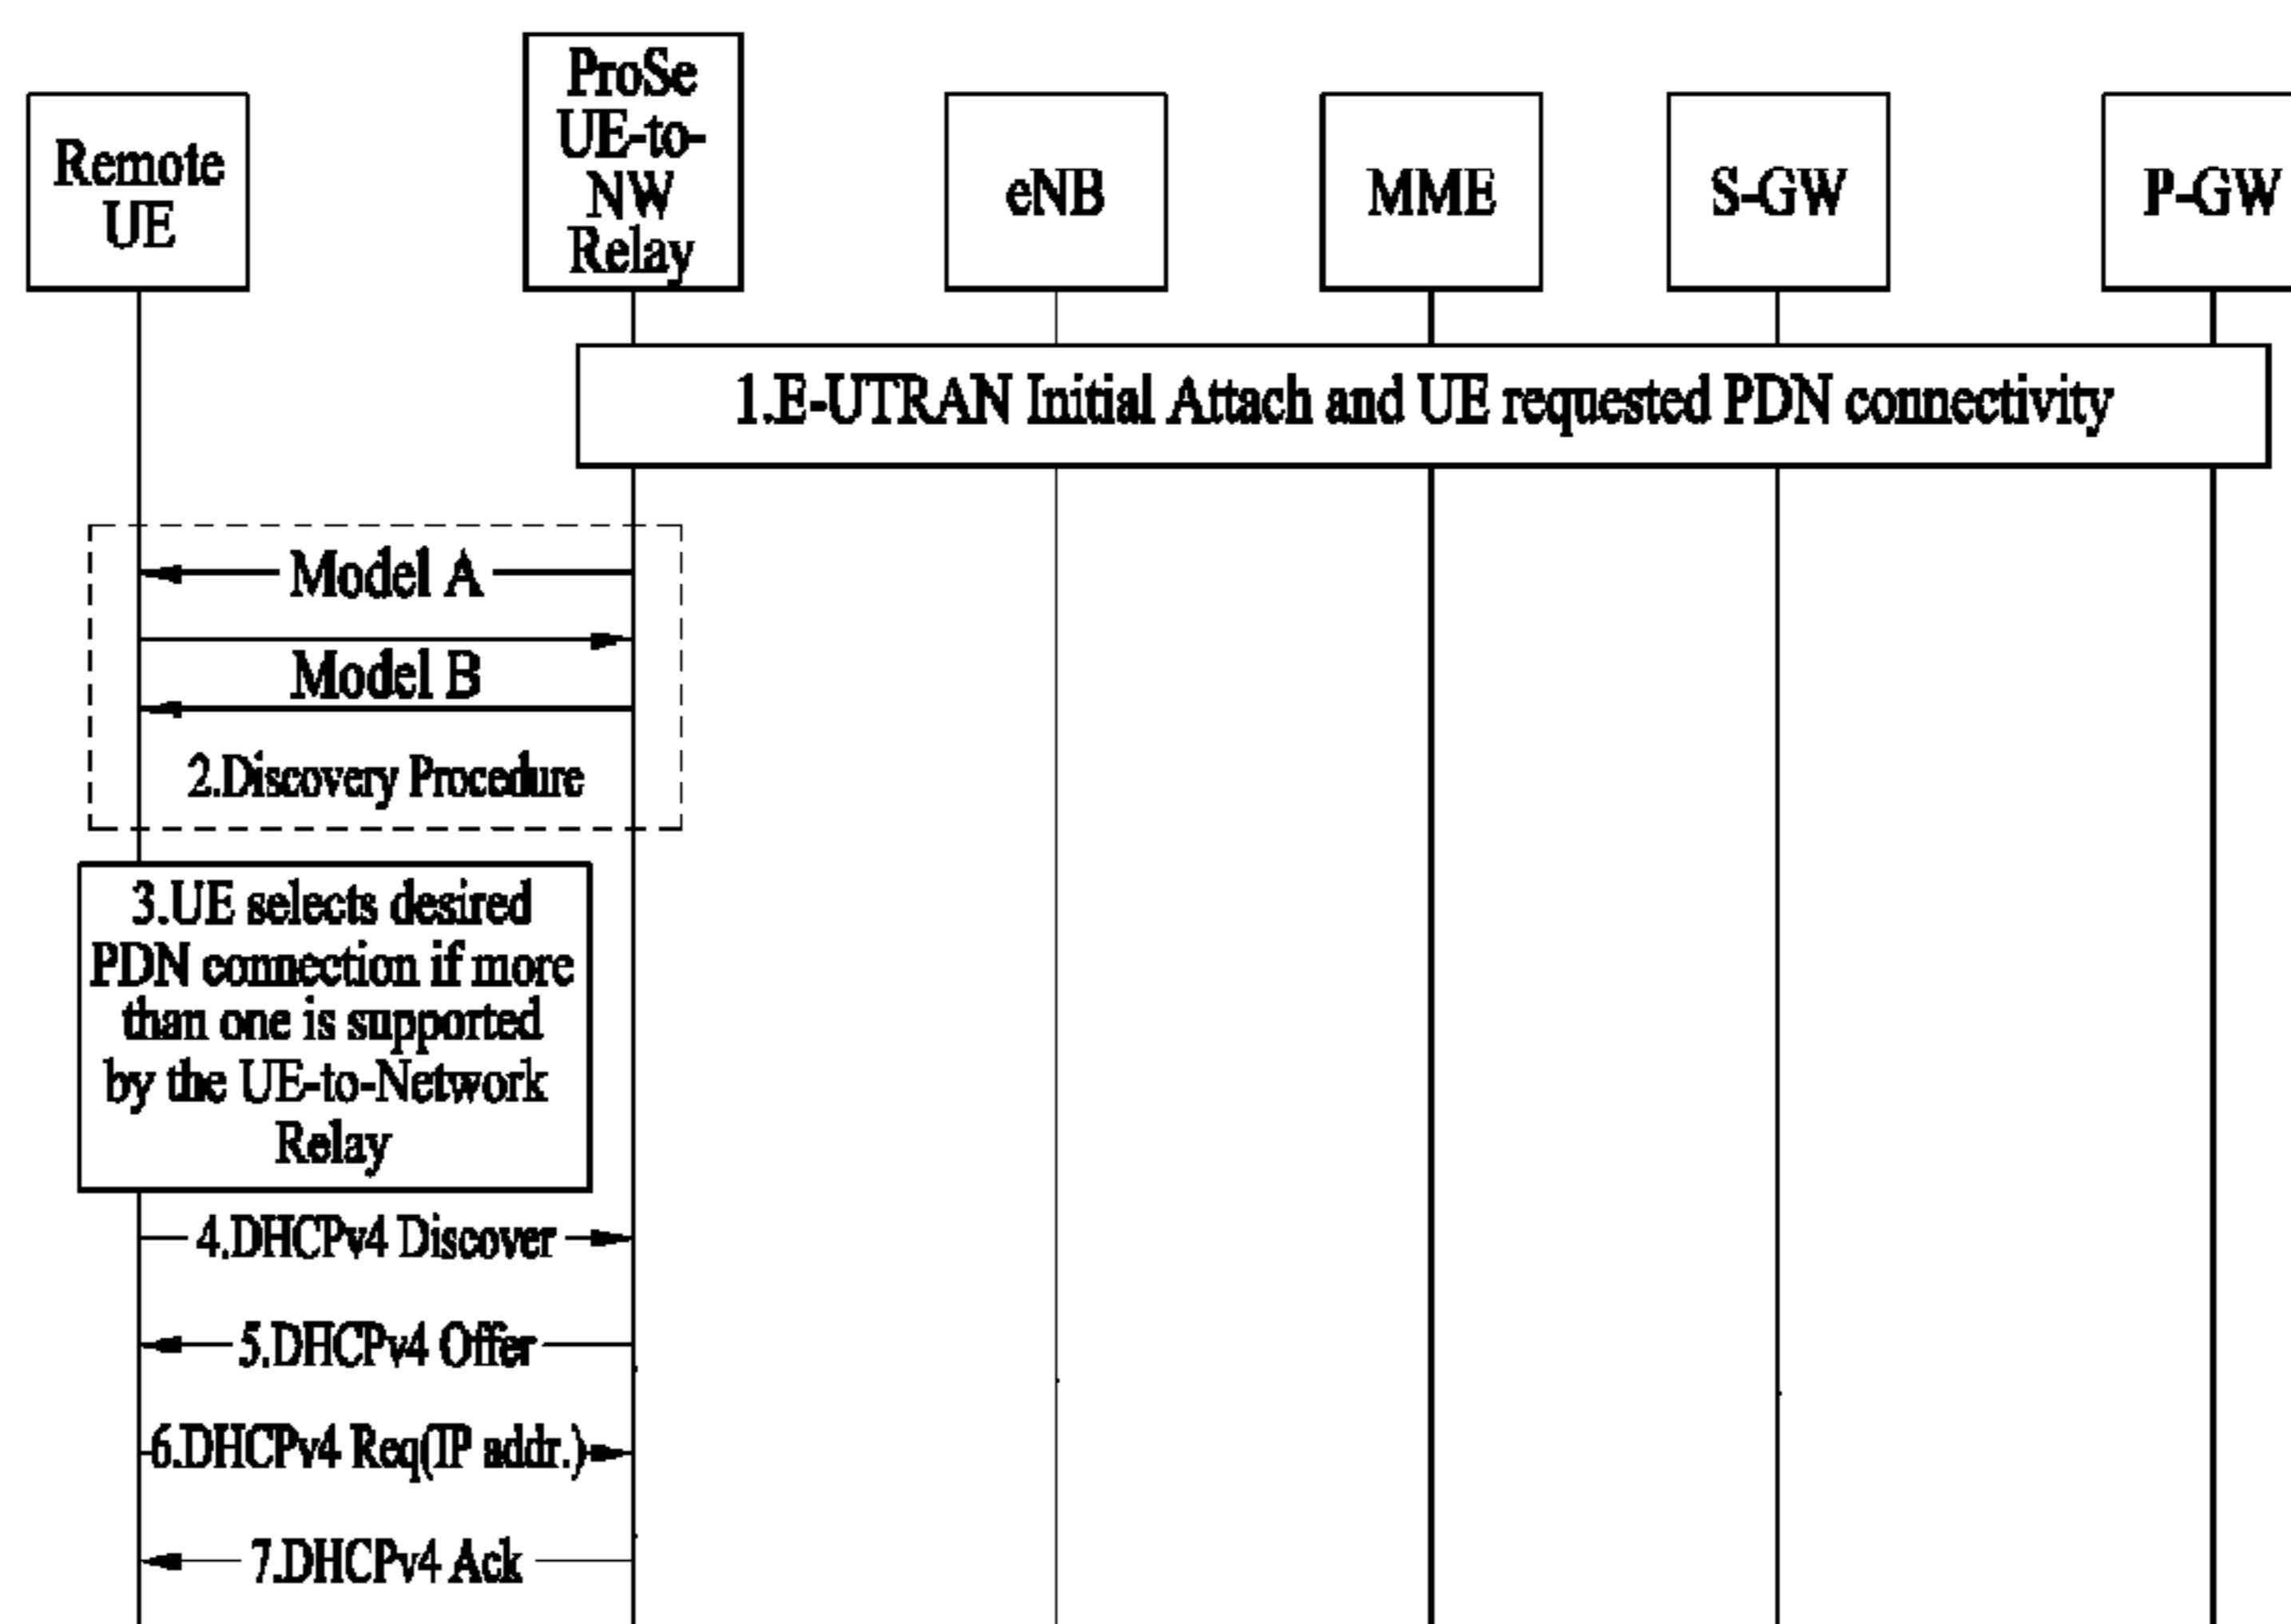 Remote
UE
ProSe
UE-to-
NW
Relay
eNB
MME
S-GW
P-GW
1.E-UTRAN Initial Attach and UE requested PDN connectivity
Model A
Model B
2.Discovery Procedure
3.UE selects desired
PDN connection if more
than one is supported
by the UE-to-Network
Relay
4.DHCPv4 Discover
5.DHCPv4 Offer
6.DHCPv4 Req(IP addr.)
7.DHCPv4 Ack